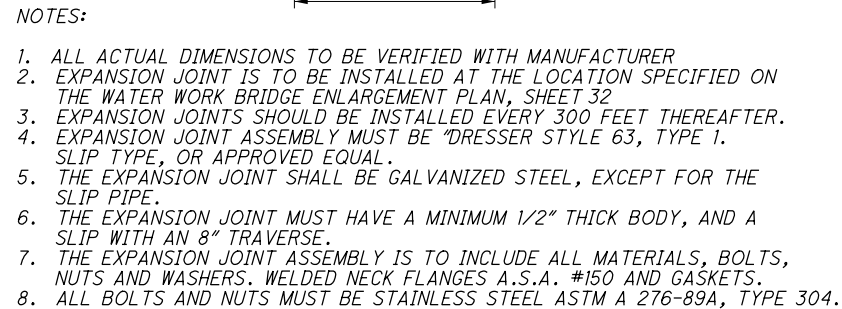 NOTES:
1. ALL ACTUAL DIMENSIONS TO BE VERIFIED WITH MANUFACTURER
2. EXPANSION JOINT IS TO BE INSTALLED AT THE LOCATION SPECIFIED ON
THE WATER WORK BRIDGE ENLARGEMENT PLAN, SHEET 32
3. EXPANSION JOINTS SHOULD BE INSTALLED EVERY 300 FEET THEREAFTER.
4. EXPANSION JOINT ASSEMBLY MUST BE "DRESSER STYLE 63, TYPE 1.
SLIP TYPE, OR APPROVED EQUAL.
5. THE EXPANSION JOINT SHALL BE GALVANIZED STEEL, EXCEPT FOR THE
SLIP PIPE.
6. THE EXPANSION JOINT MUST HAVE A MINIMUM 1/2" THICK BODY, AND A
SLIP WITH AN 8" TRAVERSE.
7. THE EXPANSION JOINT ASSEMBLY IS TO INCLUDE ALL MATERIALS, BOLTS,
NUTS AND WASHERS. WELDED NECK FLANGES A.S.A. #150 AND GASKETS.
8. ALL BOLTS AND NUTS MUST BE STAINLESS STEEL ASTM A 276-89A, TYPE 304.